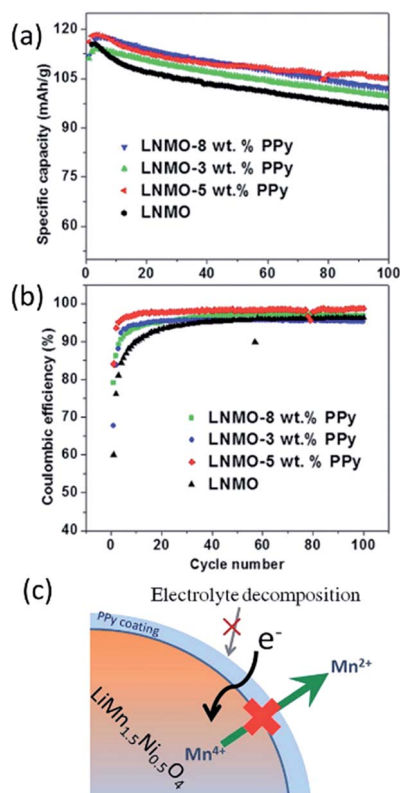 (a)
Specific capacity (mAh/g)
120
105
90
75
60
LNMO-8 wt. % PPy
LNMO-3 wt. % PPy
LNMO-5 wt.% PPy
LNMO
0
20
40
60
80
100
(b)
Coulombic efficiency (%)
100
90
80
70
60
50
40
LNMO-8 wt.% PPy
LNMO-3 wt.% PPy
LNMO-5 wt. % PPy
LNMO
0
20
40
60
80
100
Cycle number
(c)
Electrolyte decomposition
PPy coating
e⁻
Mn²⁺
Mn⁴⁺
LiMn₁.₅Ni₀.₅O₄